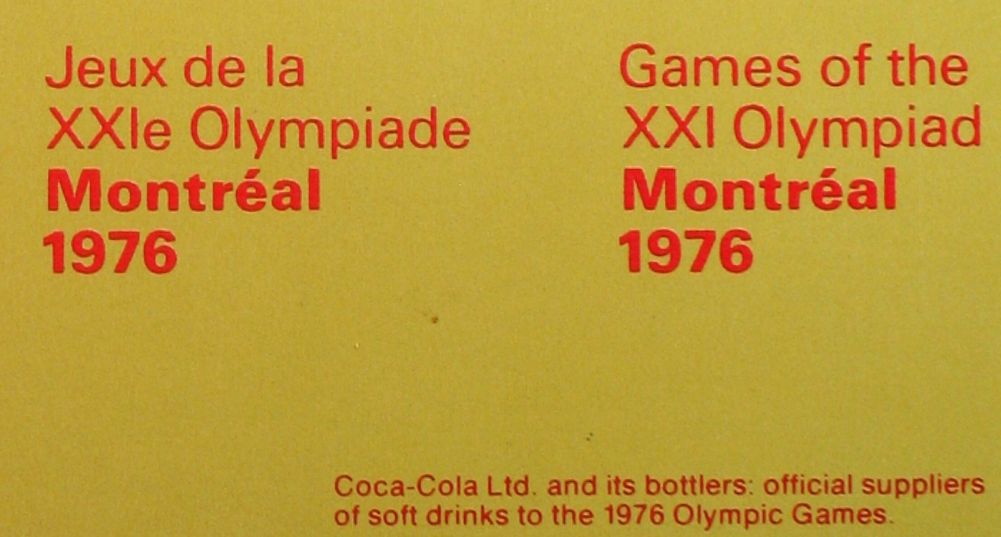 Jeux de la
XXIe Olympiade
Montréal
1976
Games of the
XXI Olympiad
Montréal
1976
Coca-Cola Ltd. and its bottlers: official suppliers
of soft drinks to the 1976 Olympic Games.